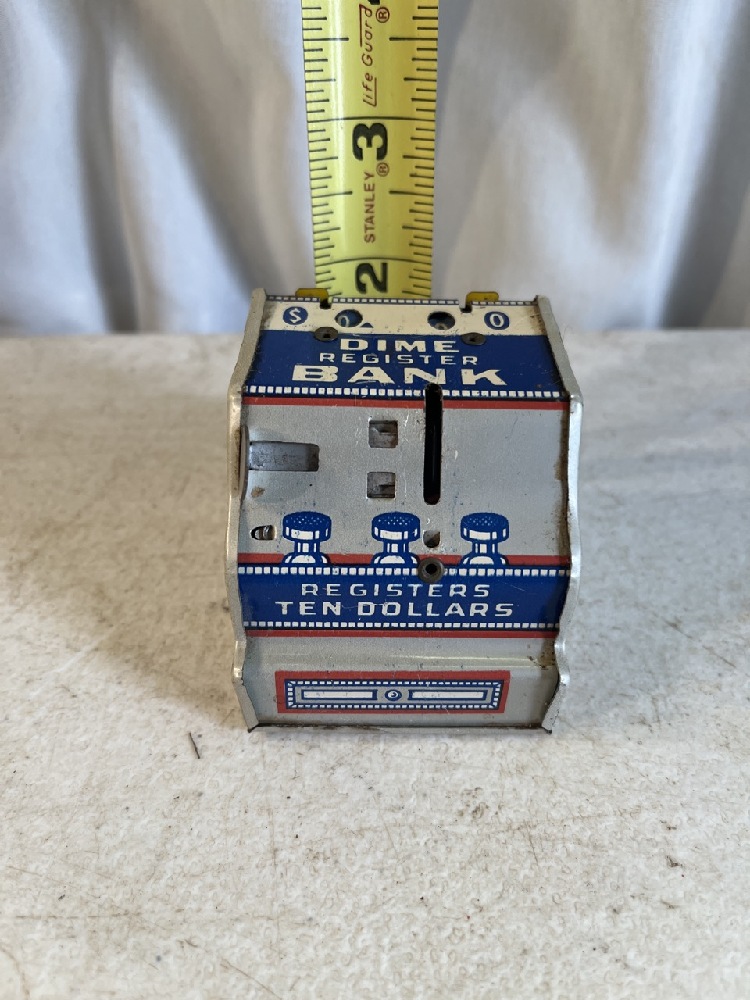 Life Guard®
3
STANLEY®
2
$ 0
DIME
REGISTER
BANK
REGISTERS
TEN DOLLARS